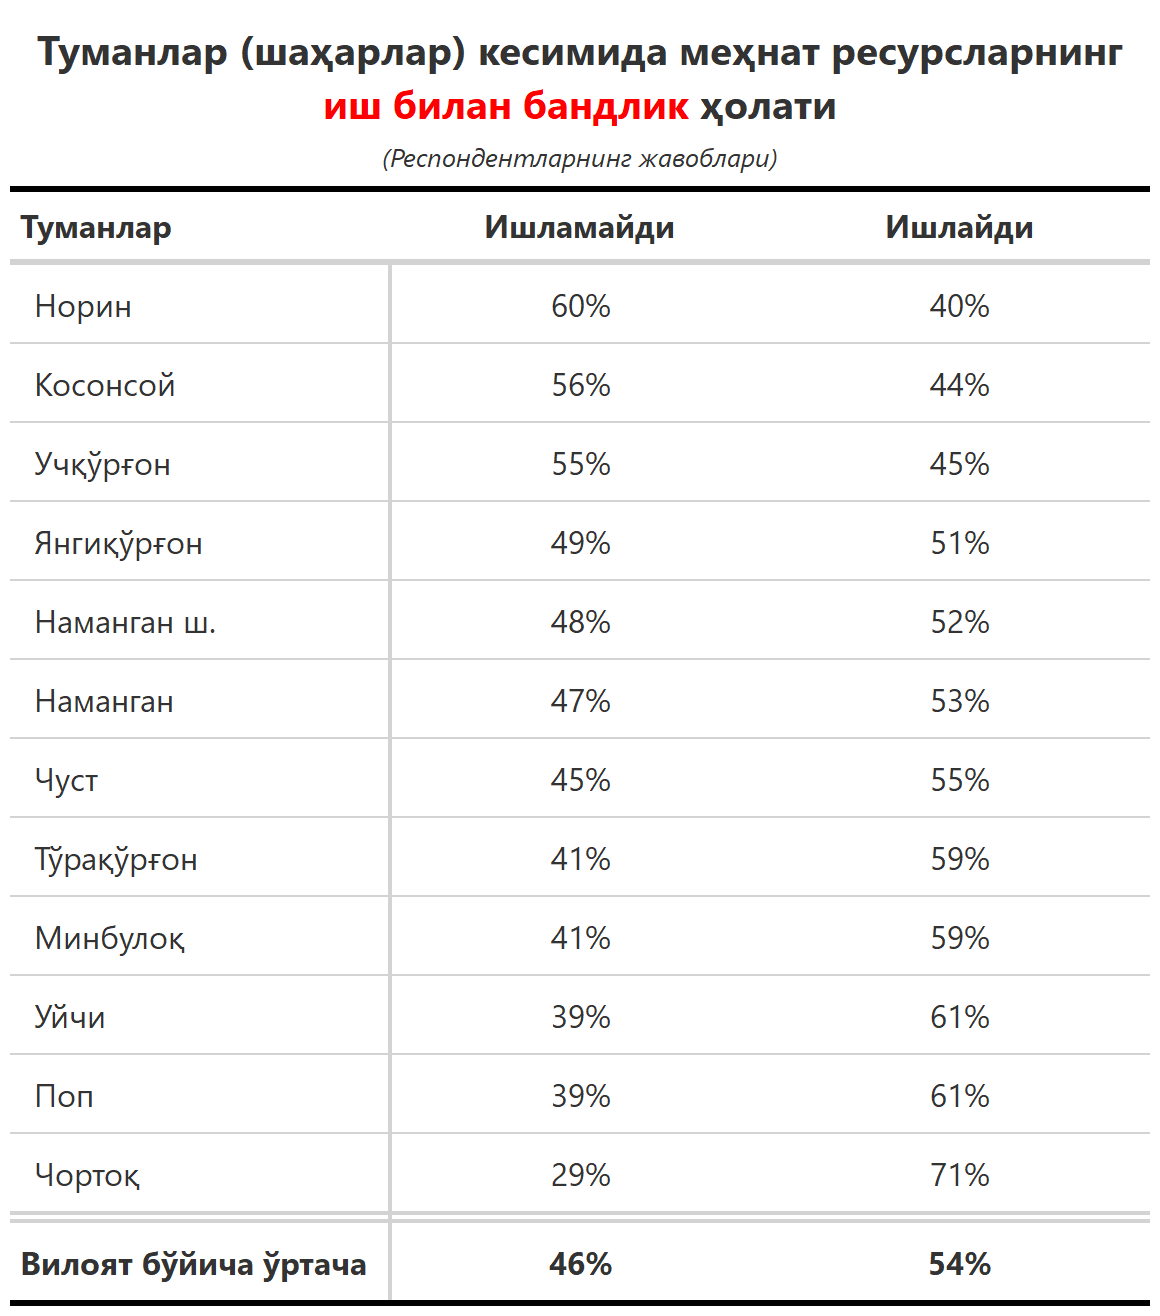 Туманлар (шаҳарлар) кесимида меҳнат ресурсларнинг
иш билан бандлик ҳолати
(Респондентларнинг жавоблари)
Туманлар Ишламайди Ишлайди
Норин 60% 40%
Косонсой 56% 44%
Учқўрғон 55% 45%
Янгиқўрғон 49% 51%
Наманган ш. 48% 52%
Наманган 47% 53%
Чуст 45% 55%
Тўрақўрғон 41% 59%
Минбулоқ 41% 59%
Уйчи 39% 61%
Поп 39% 61%
Чортоқ 29% 71%
Вилоят бўйича ўртача 46% 54%